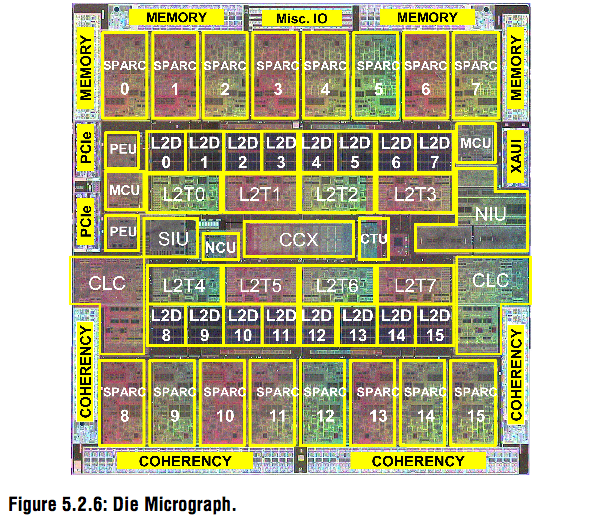 MEMORY Misc. IO MEMORY
MEMORY MEMORY
SPARC SPARC SPARC SPARC SPARC SPARC SPARC SPARC
0 1 2 3 4 5 6 7
PCIe PEU L2D L2D L2D L2D L2D L2D L2D L2D MCU XAUI
0 1 2 3 4 5 6 7
MCU L2T0 L2T1 L2T2 L2T3
PCIe PEU SIU NCU CCX CTU NIU
CLC L2T4 L2T5 L2T6 L2T7 CLC
L2D L2D L2D L2D L2D L2D L2D L2D
8 9 10 11 12 13 14 15
COHERENCY COHERENCY
SPARC SPARC SPARC SPARC SPARC SPARC SPARC SPARC
8 9 10 11 12 13 14 15
COHERENCY COHERENCY
Figure 5.2.6: Die Micrograph.